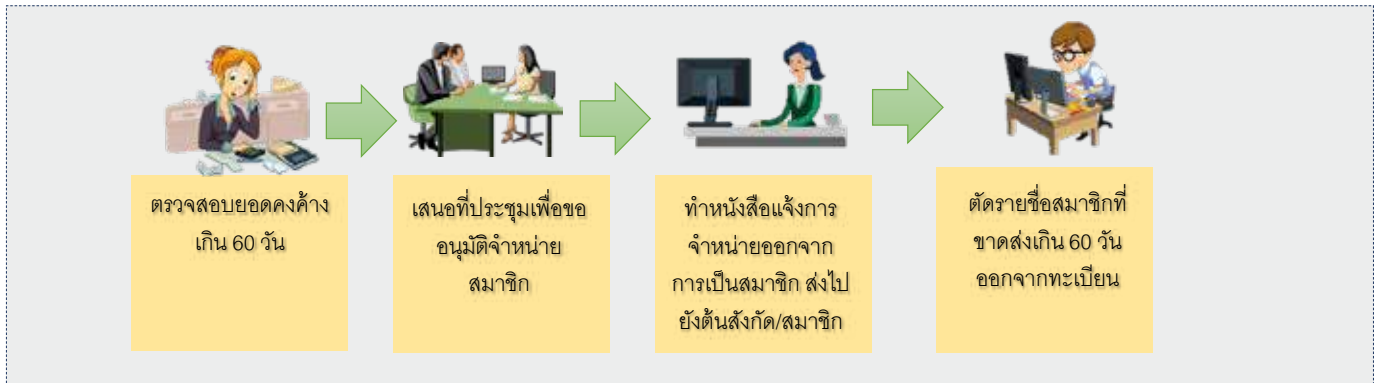 ตรวจสอบยอดคงค้าง
เกิน 60 วัน
เสนอที่ประชุมเพื่อขอ
อนุมัติจำหน่าย
สมาชิก
ทำหนังสือแจ้งการ
จำหน่ายออกจาก
การเป็นสมาชิก ส่งไป
ยังต้นสังกัด/สมาชิก
ตัดรายชื่อสมาชิกที่
ขาดส่งเกิน 60 วัน
ออกจากทะเบียน